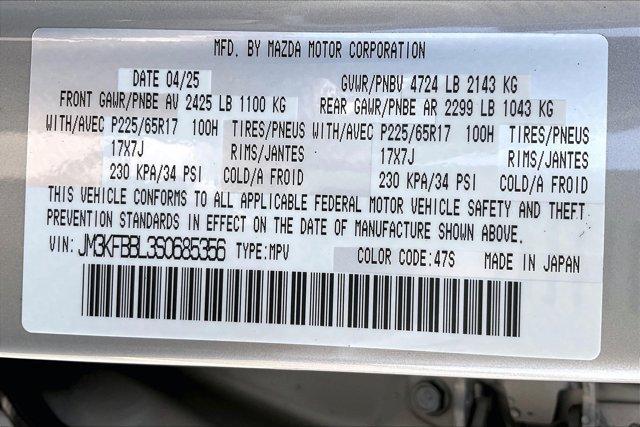 MFD. BY MAZDA MOTOR CORPORATION
DATE 04/25 GVWR/PNBV 4724 LB 2143 KG
FRONT GAWR/PNBE AV 2425 LB 1100 KG REAR GAWR/PNBE AR 2299 LB 1043 KG
WITH/AVEC P225/65R17 100H TIRES/PNEUS WITH/AVEC P225/65R17 100H TIRES/PNEUS
17X7J RIMS/JANTES 17X7J RIMS/JANTES
230 KPA/34 PSI COLD/A FROID 230 KPA/34 PSI COLD/A FROID
THIS VEHICLE CONFORMS TO ALL APPLICABLE FEDERAL MOTOR VEHICLE SAFETY AND THEFT
PREVENTION STANDARDS IN EFFECT ON THE DATE OF MANUFACTURE SHOWN ABOVE.
VIN: JM3KFBBL3S0685356 TYPE:MPV COLOR CODE:47S MADE IN JAPAN